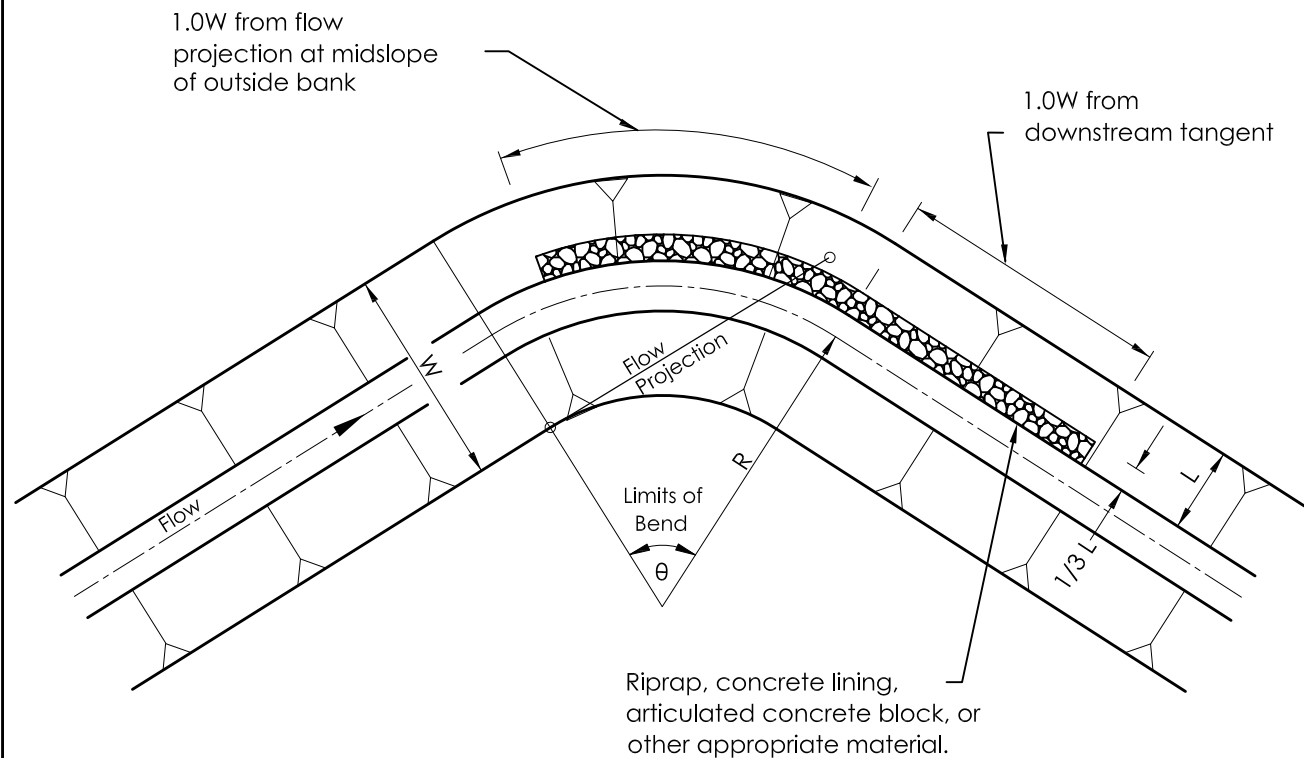 1.0W from flow
projection at midslope
of outside bank
1.0W from
downstream tangent
W
Flow
Projection
Flow
R
Limits of
Bend
θ
L
1/3 L
Riprap, concrete lining,
articulated concrete block, or
other appropriate material.